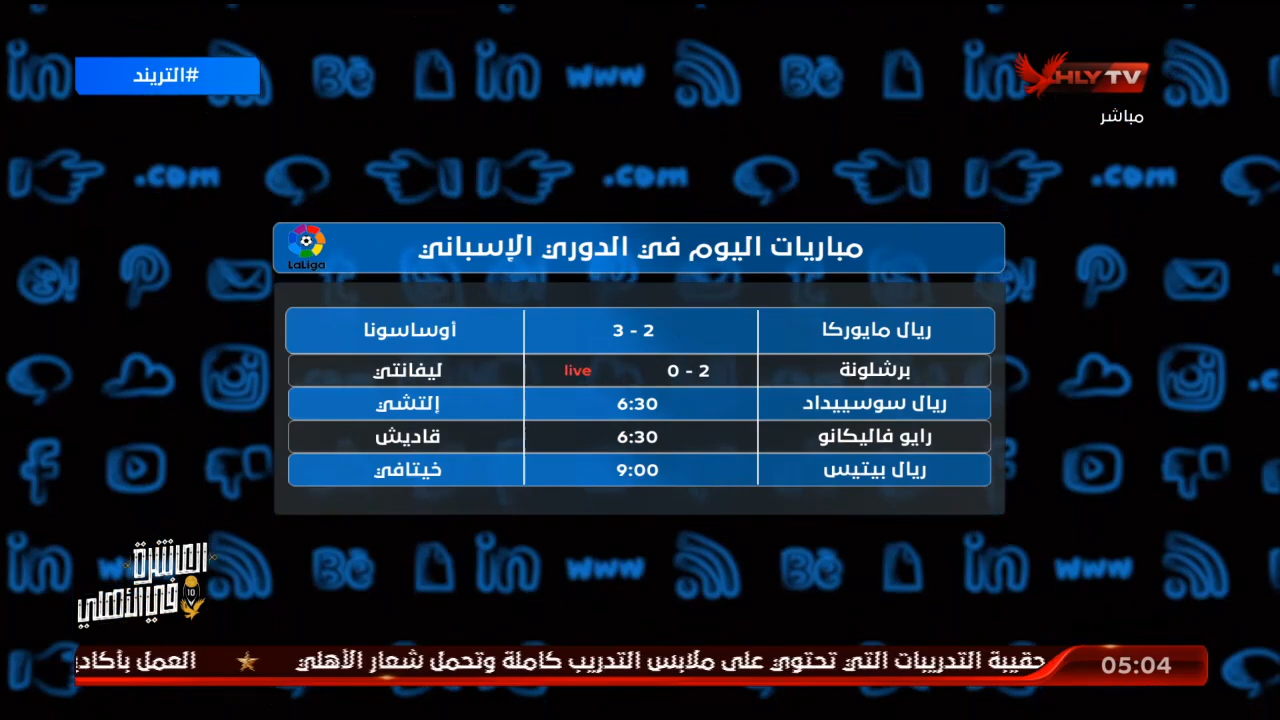 #التريند
HLY TV
مباشر
مباريات اليوم في الدوري الإسباني
LaLiga
ريال مايوركا 3 - 2 أوساسونا
برشلونة 0 - 2 live ليفانتي
ريال سوسييداد 6:30 إلتشي
رايو فاليكانو 6:30 قاديش
ريال بيتيس 9:00 خيتافي
العاشرة
في الأهلي
10
05:04 حقيبة التدريبات التي تحتوي على ملابس التدريب كاملة وتحمل شعار الأهلي ★ العمل بأكادي